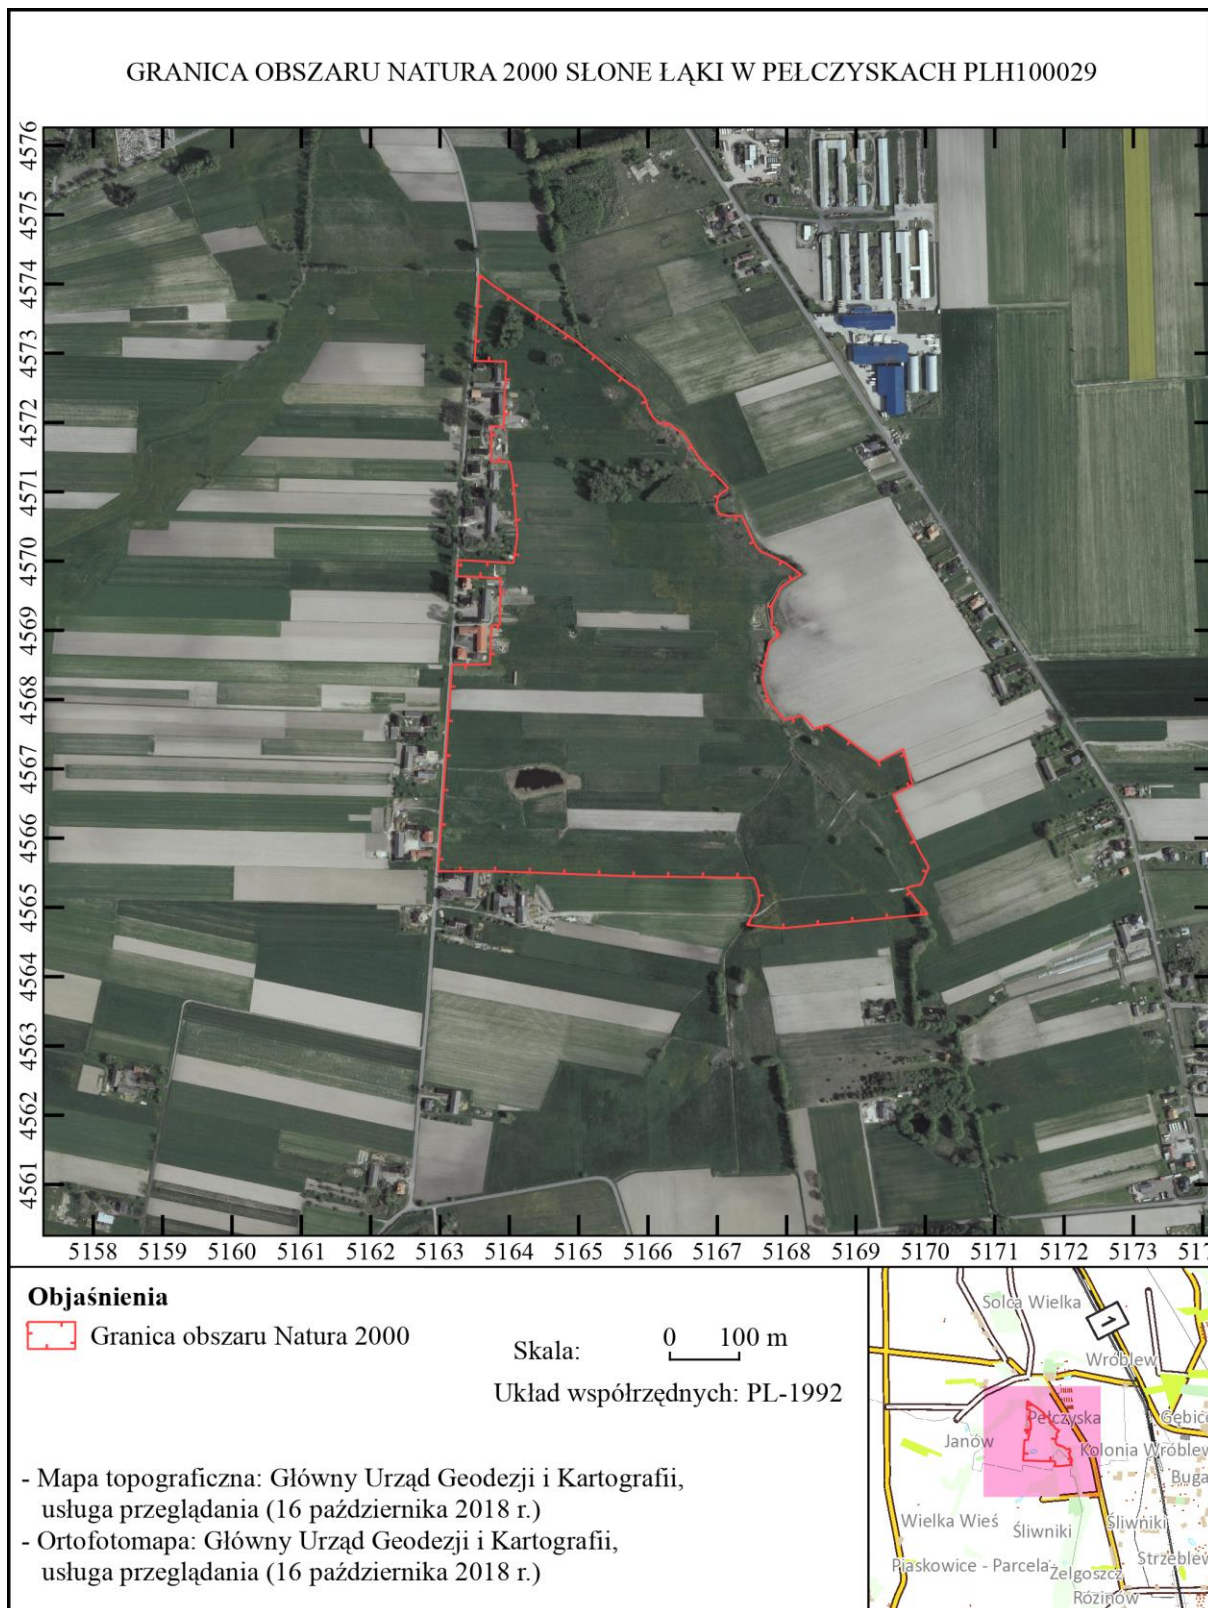 GRANICA OBSZARU NATURA 2000 SŁONE ŁĄKI W PEŁCZYSKACH PLH100029
4576
4575
4574
4573
4572
4571
4570
4569
4568
4567
4566
4565
4564
4563
4562
4561
5158 5159 5160 5161 5162 5163 5164 5165 5166 5167 5168 5169 5170 5171 5172 5173
Objaśnienia
Granica obszaru Natura 2000
Skala:
0 100 m
Układ współrzędnych: PL-1992
- Mapa topograficzna: Główny Urząd Geodezji i Kartografii,
usługa przeglądania (16 października 2018 r.)
- Ortofotomapa: Główny Urząd Geodezji i Kartografii,
usługa przeglądania (16 października 2018 r.)
Solca Wielka
1
Wróblew
Pełczyska
Gębice
Janów
Kolonia Wróblew
Buga
Wielka Wieś
Śliwniki
Śliwniki
Piaskowice - Parcela
Żelgoszcz
Strzeblew
Różinów